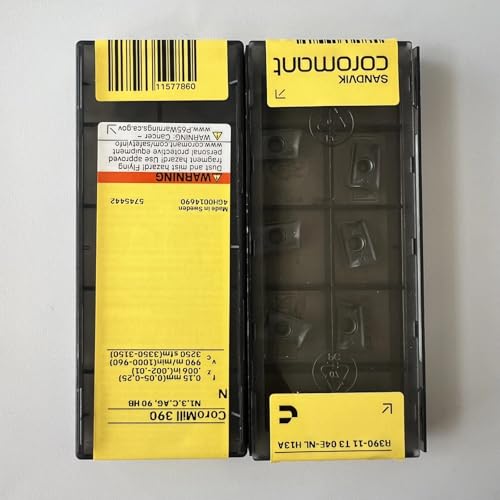 11577860
WARNING
Dust and mist hazard! Flying
fragment hazard! Use approved
personal protective equipment
www.coromant.com/safetyinfo
WARNING: Cancer –
www.P65Warnings.ca.gov
Made in Sweden
4GH0014690
5745442
CoroMill 390
N1.3.C.AG, 90 HB
N
fz 0.15 mm(0.05-0.25)
.006 in(.002-.01)
vc 990 m/min(1000-960)
3250 sfm(3350-3150)
SANDVIK
coromant
R390-11 T3 04E-NL H13A